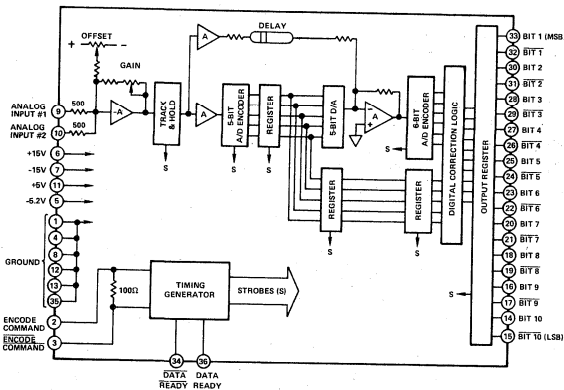 DELAY
+ OFFSET −
GAIN
A
ANALOG INPUT #1
9
500
ANALOG INPUT #2
10
500
-A
TRACK & HOLD
A
5-BIT A/D ENCODER
REGISTER
5-BIT D/A
−
A
+
6-BIT A/D ENCODER
DIGITAL CORRECTION LOGIC
OUTPUT REGISTER
S
S
S
S
REGISTER
REGISTER
S
S
S
+15V 6
-15V 7
+5V 11
-5.2V 5
GROUND
1
4
8
12
13
35
100Ω
TIMING GENERATOR
STROBES (S)
ENCODE COMMAND 2
ENCODE COMMAND 3
34 36
DATA READY
DATA READY
33 BIT 1 (MSB)
32 BIT 1
30 BIT 2
31 BIT 2
28 BIT 3
29 BIT 3
27 BIT 4
26 BIT 4
25 BIT 5
24 BIT 5
23 BIT 6
22 BIT 6
20 BIT 7
21 BIT 7
18 BIT 8
19 BIT 8
16 BIT 9
17 BIT 9
14 BIT 10
15 BIT 10 (LSB)